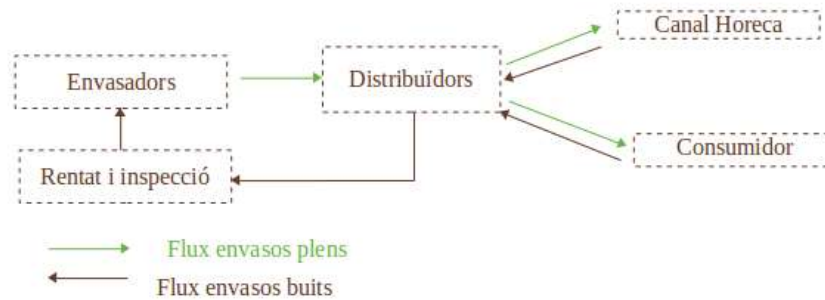 Canal Horeca
Envasadors
Distribuïdors
Consumidor
Rentat i inspecció
Flux envasos plens
Flux envasos buits